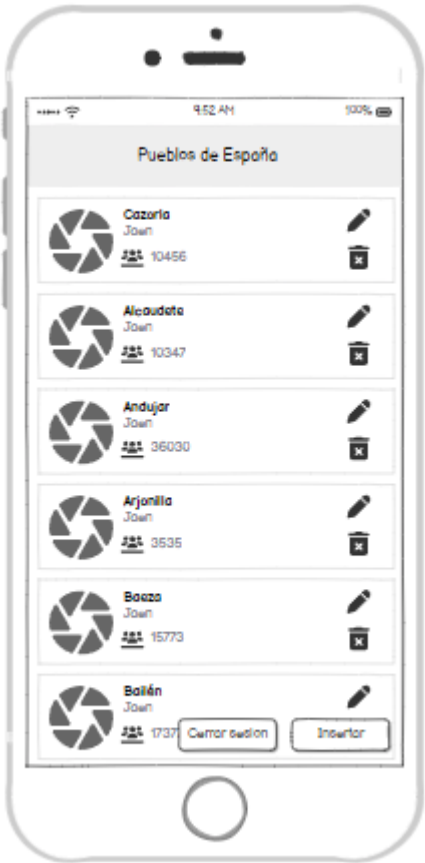 9:52 AM
100%
Pueblos de España
Cazorla
Jaen
10456
Alcaudete
Jaen
10347
Andujar
Jaen
36030
Arjonilla
Jaen
3535
Baeza
Jaen
15773
Bailén
Jaen
1737
Cerrar sesion
Insertar